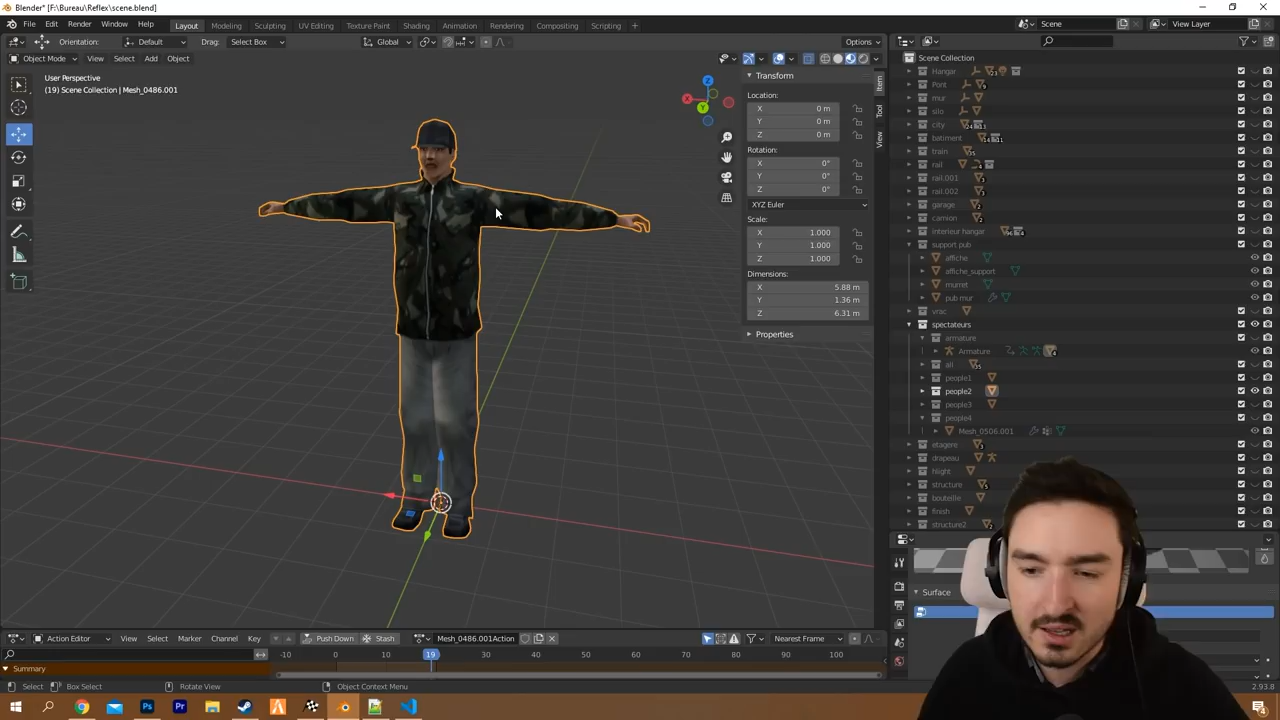 Blender* [F:\Bureau\Reflex\scene.blend]
File Edit Render Window Help Layout Modeling Sculpting UV Editing Texture Paint Shading Animation Rendering Compositing Scripting Scene View Layer
Orientation: Default Drag: Select Box Global Options
Object Mode View Select Add Object
User Perspective
(19) Scene Collection | Mesh_0486.001
Transform
Location:
X 0 m
Y 0 m
Z 0 m
Rotation:
X 0°
Y 0°
Z 0°
XYZ Euler
Scale:
X 1.000
Y 1.000
Z 1.000
Dimensions:
X 5.88 m
Y 1.36 m
Z 6.31 m
Properties
Item
Tool
View
Scene Collection
Hangar
Pont
mur
silo
city
batiment
train
rail
rail.001
rail.002
garage
camion
interieur hangar
support pub
affiche
affiche_support
murret
pub mur
vrac
spectateurs
armature
Armature
all
people1
people2
people3
people4
Mesh_0506.001
etagere
drapeau
hlight
structure
bouteille
finish
structure2
Surface
Action Editor View Select Marker Channel Key Push Down Stash Mesh_0486.001Action Nearest Frame
-10 0 19 30 40 50 60 70 80 90 100
Summary
Select Box Select Rotate View Object Context Menu 2.93.8